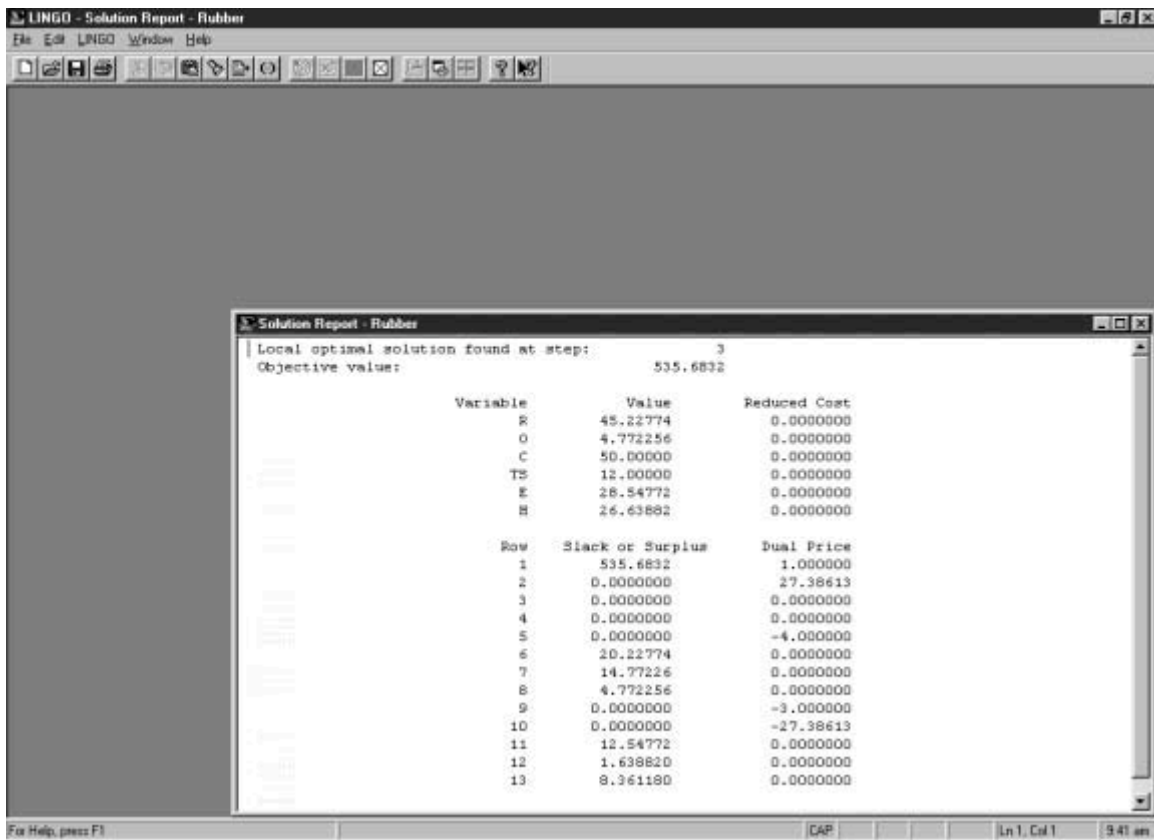 LINGO - Solution Report - Rubber
File Edit LINGO Window Help
Solution Report - Rubber
Local optimal solution found at step: 3
Objective value: 535.6832
Variable Value Reduced Cost
R 45.22774 0.0000000
O 4.772256 0.0000000
C 50.00000 0.0000000
TS 12.00000 0.0000000
E 28.54772 0.0000000
H 26.63882 0.0000000
Row Slack or Surplus Dual Price
1 535.6832 1.000000
2 0.0000000 27.38613
3 0.0000000 0.0000000
4 0.0000000 0.0000000
5 0.0000000 -4.000000
6 20.22774 0.0000000
7 14.77226 0.0000000
8 4.772256 0.0000000
9 0.0000000 -3.000000
10 0.0000000 -27.38613
11 12.54772 0.0000000
12 1.638820 0.0000000
13 8.361180 0.0000000
For Help, press F1
CAP
Ln 1, Col 1
9:41 am